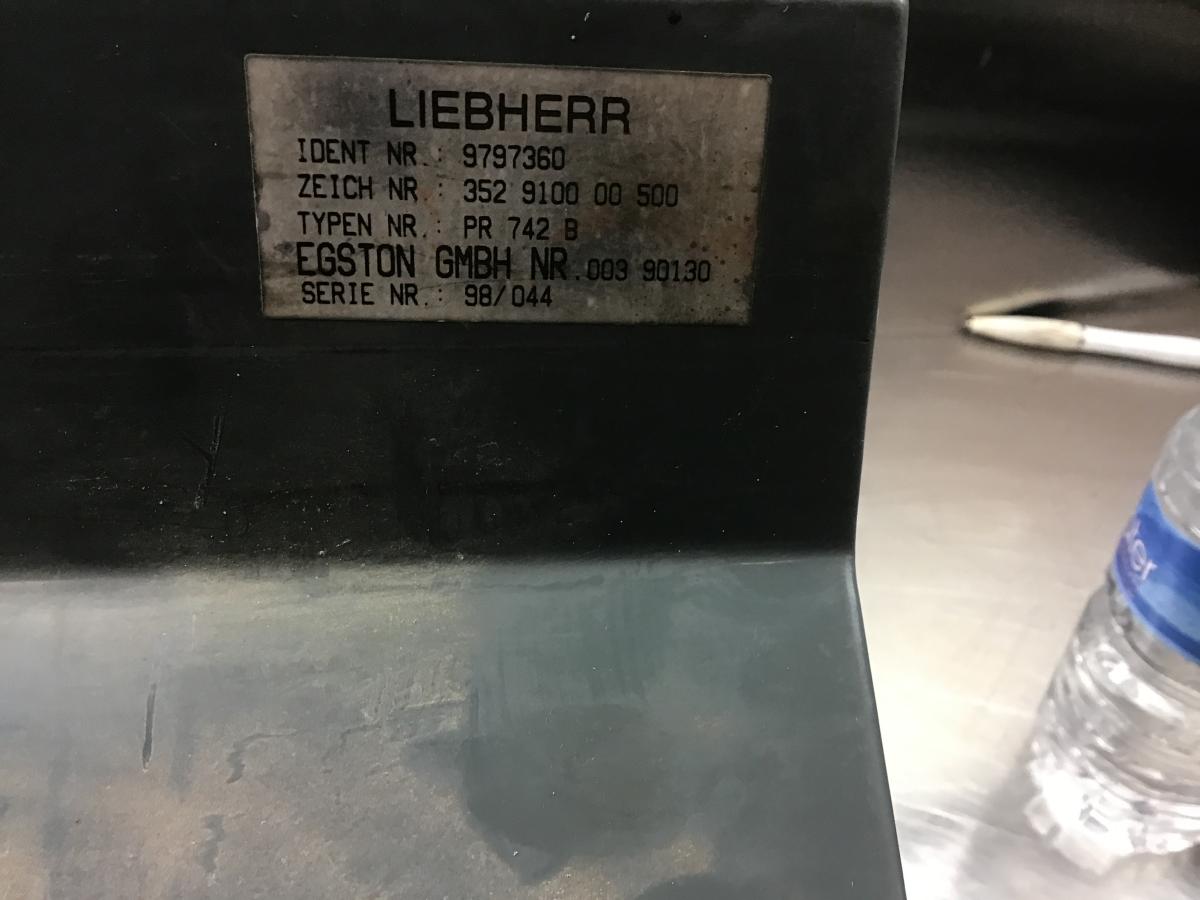 LIEBHERR
IDENT NR.: 9797360
ZEICH NR.: 352 9100 00 500
TYPEN NR.: PR 742 B
EGSTON GMBH NR.003 90130
SERIE NR.: 98/044